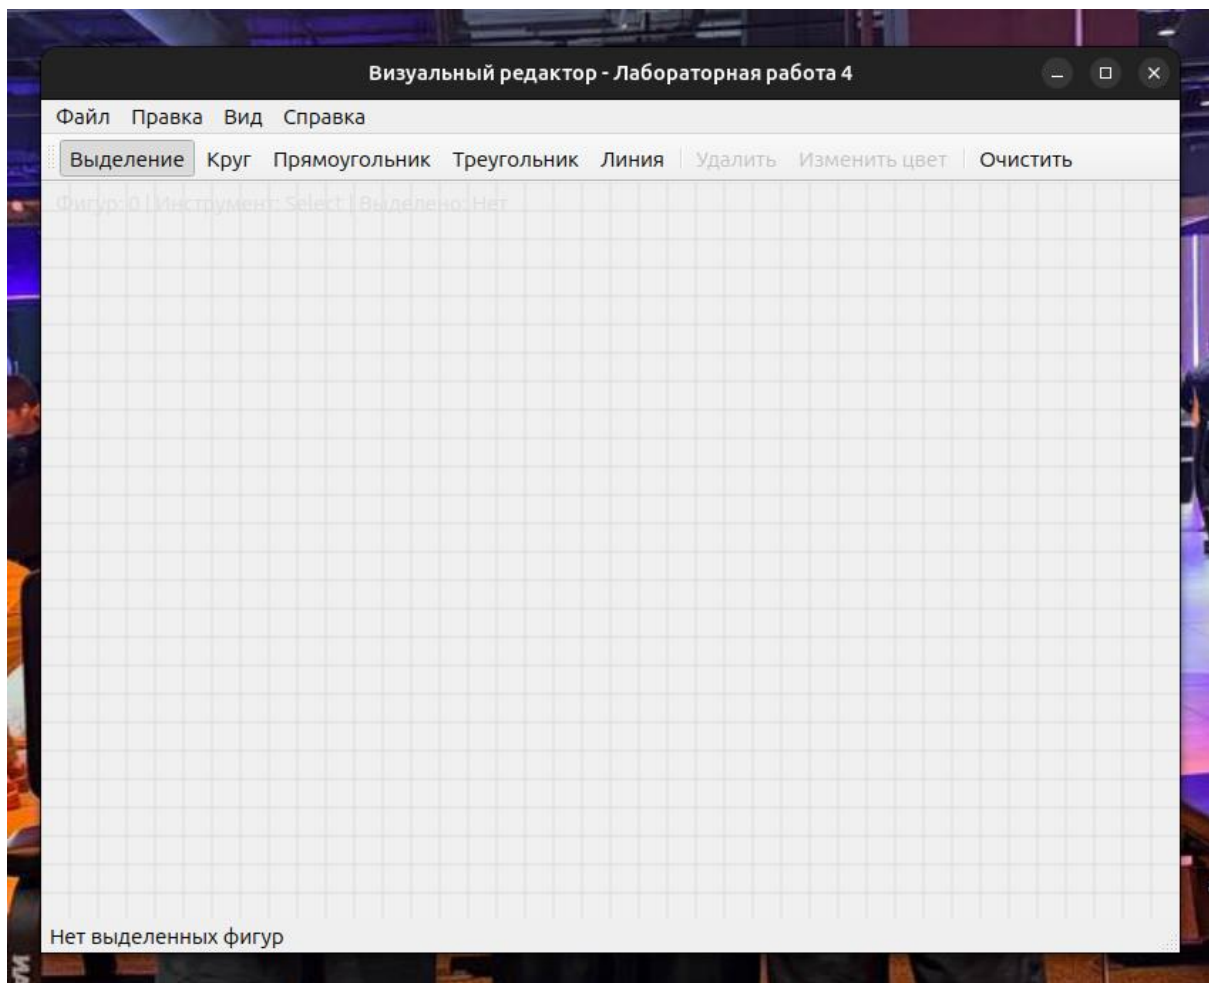 Визуальный редактор - Лабораторная работа 4
Файл Правка Вид Справка
Выделение Круг Прямоугольник Треугольник Линия Удалить Изменить цвет Очистить
Фигур: 0 | Инструмент: Select | Выделено: Нет
Нет выделенных фигур